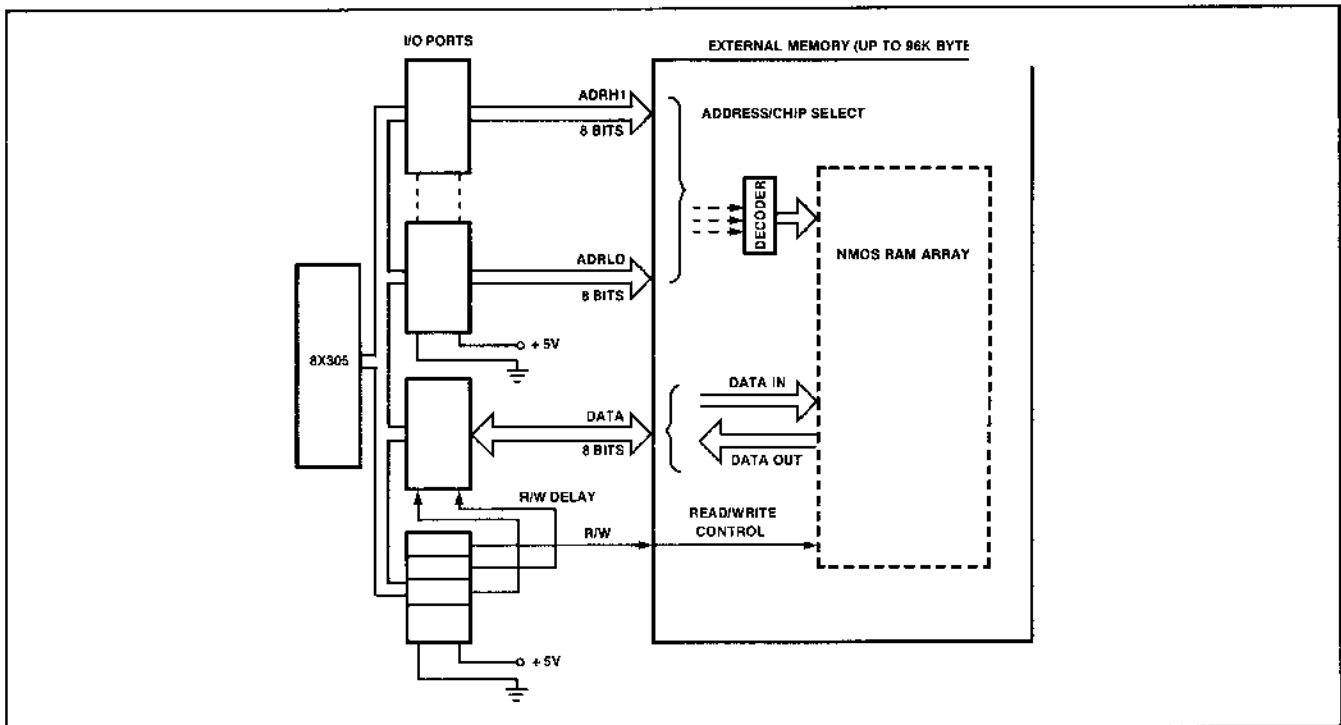 I/O PORTS
EXTERNAL MEMORY (UP TO 96K BYTE
ADRH1
8 BITS
ADDRESS/CHIP SELECT
DECODER
NMOS RAM ARRAY
ADRLO
8 BITS
+ 5V
8X305
DATA
8 BITS
DATA IN
DATA OUT
R/W DELAY
R/W
READ/WRITE
CONTROL
+ 5V